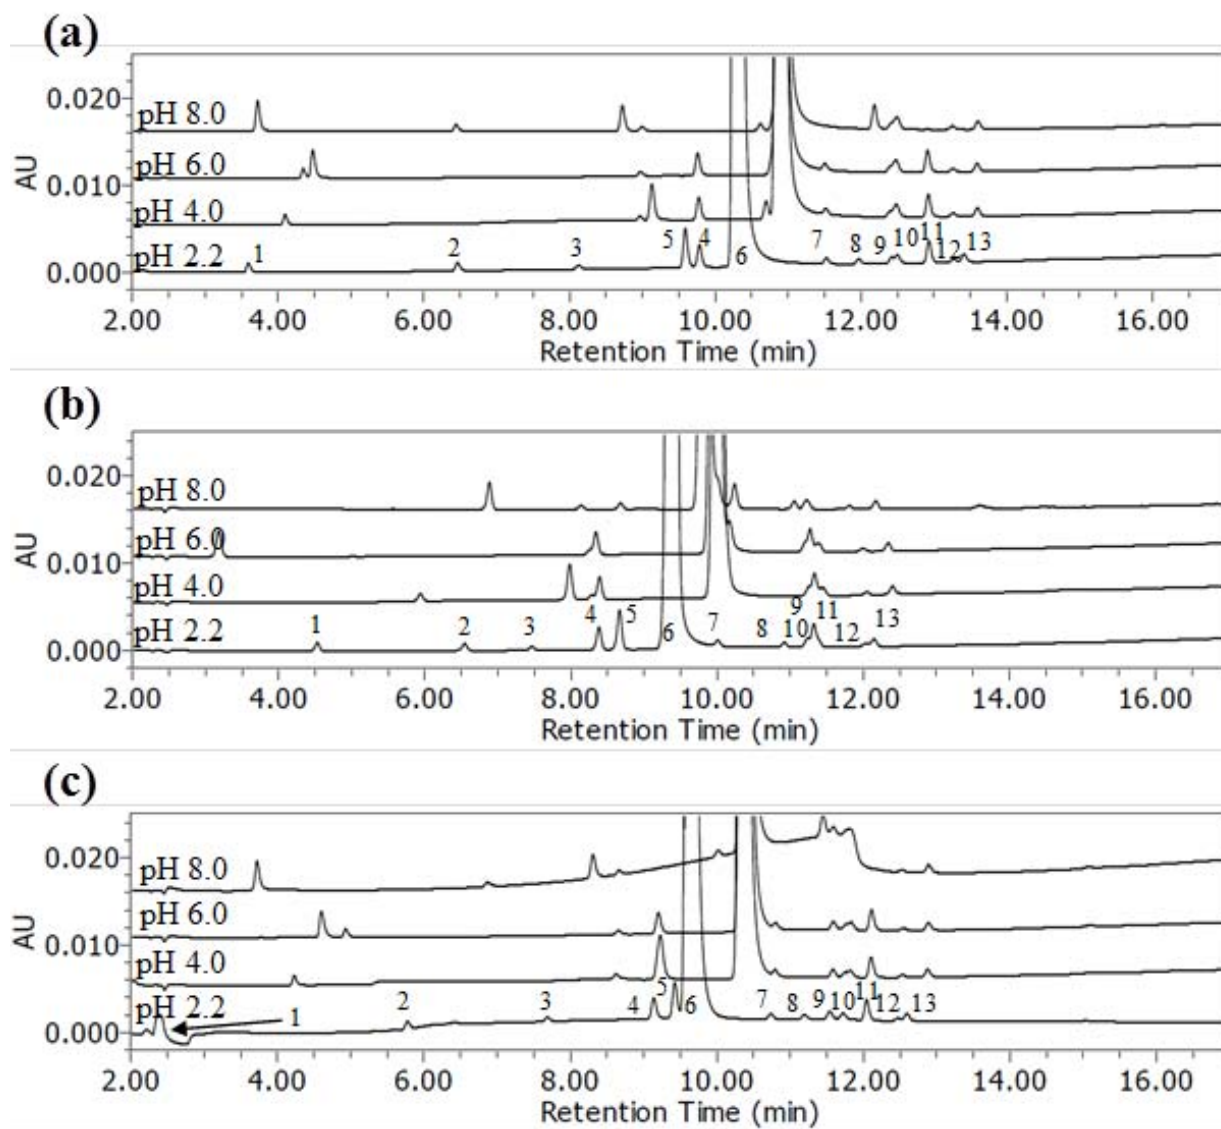 (a)
0.020
pH 8.0
pH 6.0
AU
0.010
pH 4.0
pH 2.2
0.000
1 2 3 5 4 6 7 8 9 10 11 12 13
2.00 4.00 6.00 8.00 10.00 12.00 14.00 16.00
Retention Time (min)
(b)
0.020
pH 8.0
pH 6.0
AU
0.010
pH 4.0
pH 2.2
0.000
1 2 3 4 5 6 7 8 9 10 11 12 13
2.00 4.00 6.00 8.00 10.00 12.00 14.00 16.00
Retention Time (min)
(c)
0.020
pH 8.0
pH 6.0
AU
0.010
pH 4.0
pH 2.2
0.000
1 2 3 4 5 6 7 8 9 10 11 12 13
2.00 4.00 6.00 8.00 10.00 12.00 14.00 16.00
Retention Time (min)